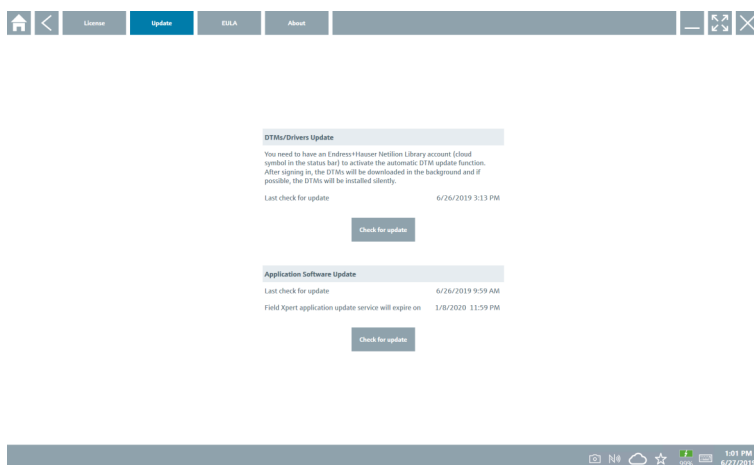 License
Update
EULA
About
DTMs/Drivers Update
You need to have an Endress+Hauser Netilion Library account (cloud
symbol in the status bar) to activate the automatic DTM update function.
After signing in, the DTMs will be downloaded in the background and if
possible, the DTMs will be installed silently.
Last check for update 6/26/2019 3:13 PM
Check for update
Application Software Update
Last check for update 6/26/2019 9:59 AM
Field Xpert application update service will expire on 1/8/2020 11:59 PM
Check for update
1:01 PM
6/27/2019